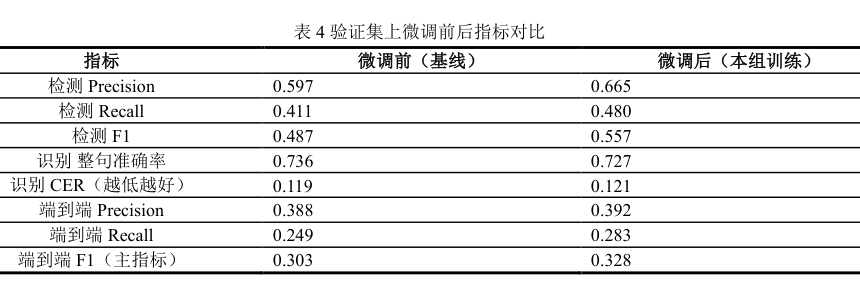 表 4 验证集上微调前后指标对比
指标 微调前（基线） 微调后（本组训练）
检测 Precision 0.597 0.665
检测 Recall 0.411 0.480
检测 F1 0.487 0.557
识别 整句准确率 0.736 0.727
识别 CER（越低越好） 0.119 0.121
端到端 Precision 0.388 0.392
端到端 Recall 0.249 0.283
端到端 F1（主指标） 0.303 0.328